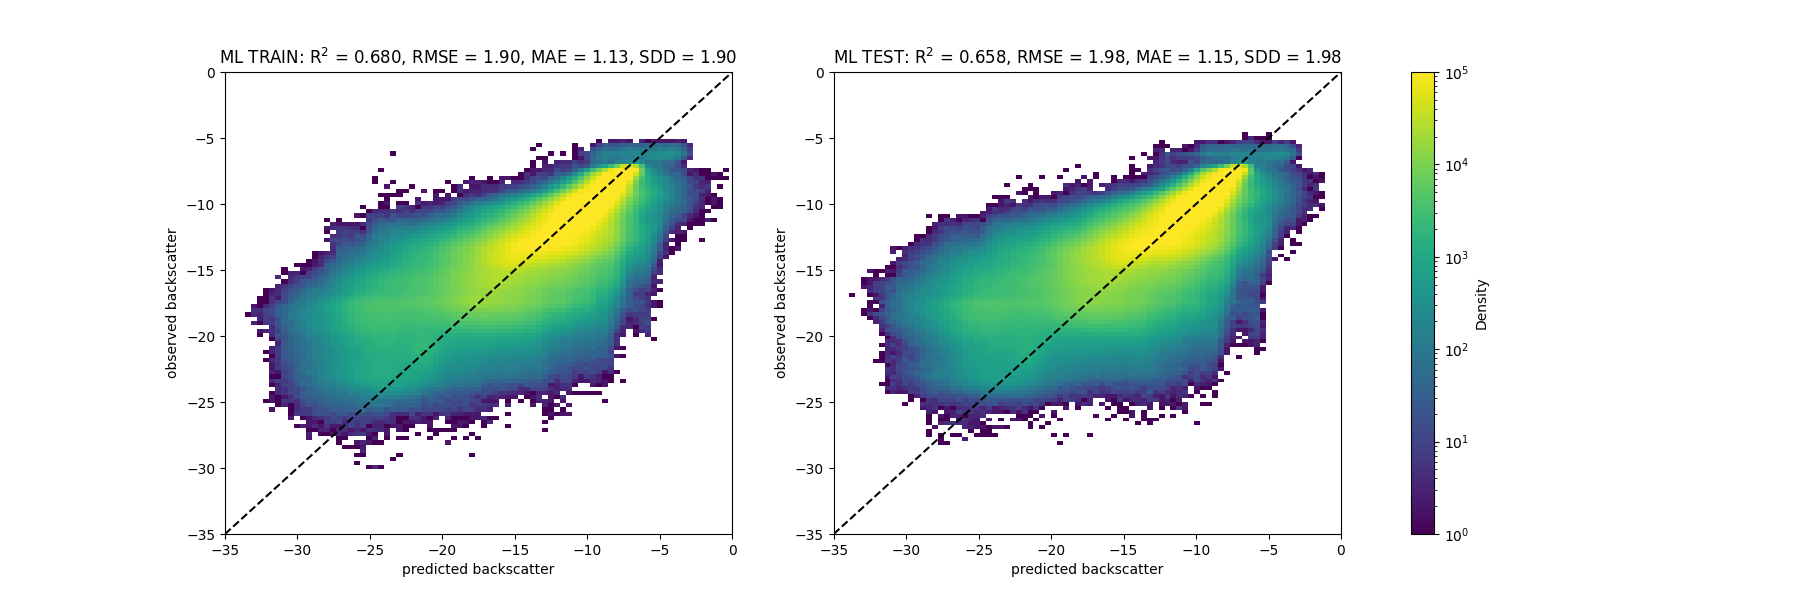 ML TRAIN: R² = 0.680, RMSE = 1.90, MAE = 1.13, SDD = 1.90
0
−5
−10
−15
−20
−25
−30
−35
observed backscatter
−35 −30 −25 −20 −15 −10 −5 0
predicted backscatter
ML TEST: R² = 0.658, RMSE = 1.98, MAE = 1.15, SDD = 1.98
0
−5
−10
−15
−20
−25
−30
−35
observed backscatter
−35 −30 −25 −20 −15 −10 −5 0
predicted backscatter
10⁵
10⁴
10³
10²
10¹
10⁰
Density